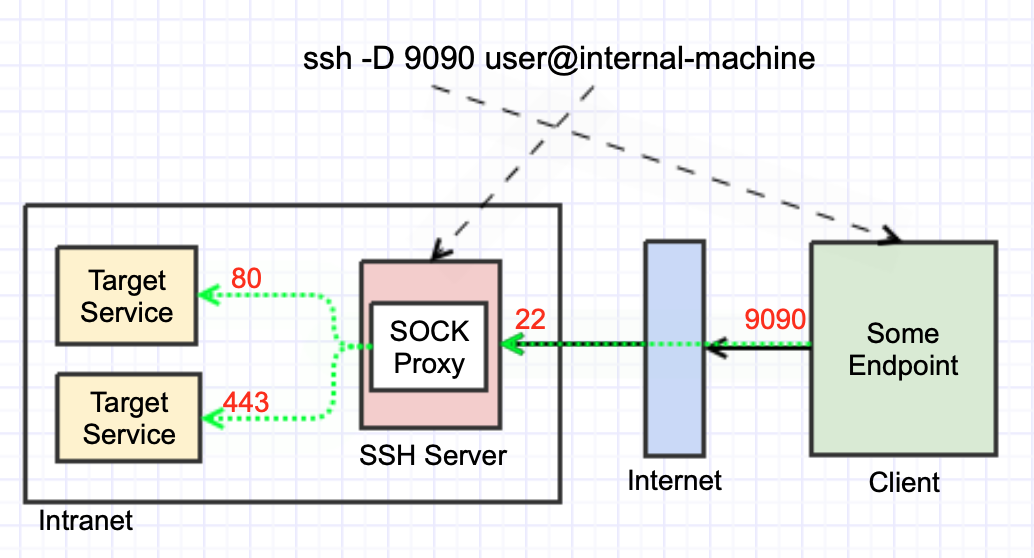 ssh -D 9090 user@internal-machine
Target
Service
80
SOCK
Proxy
22
9090
Some
Endpoint
Target
Service
443
SSH Server
Internet
Client
Intranet